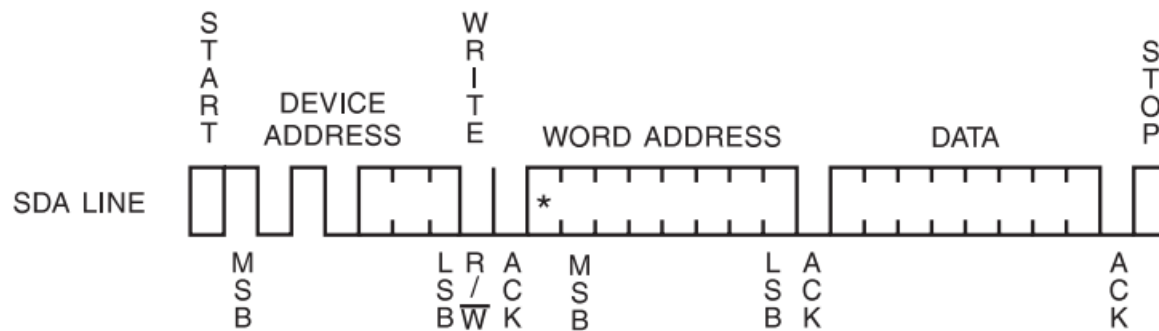 START
WRITE
STOP
DEVICE
ADDRESS
WORD ADDRESS
DATA
SDA LINE
*
MSB
LSB
R/W
ACK
MSB
LSB
ACK
ACK